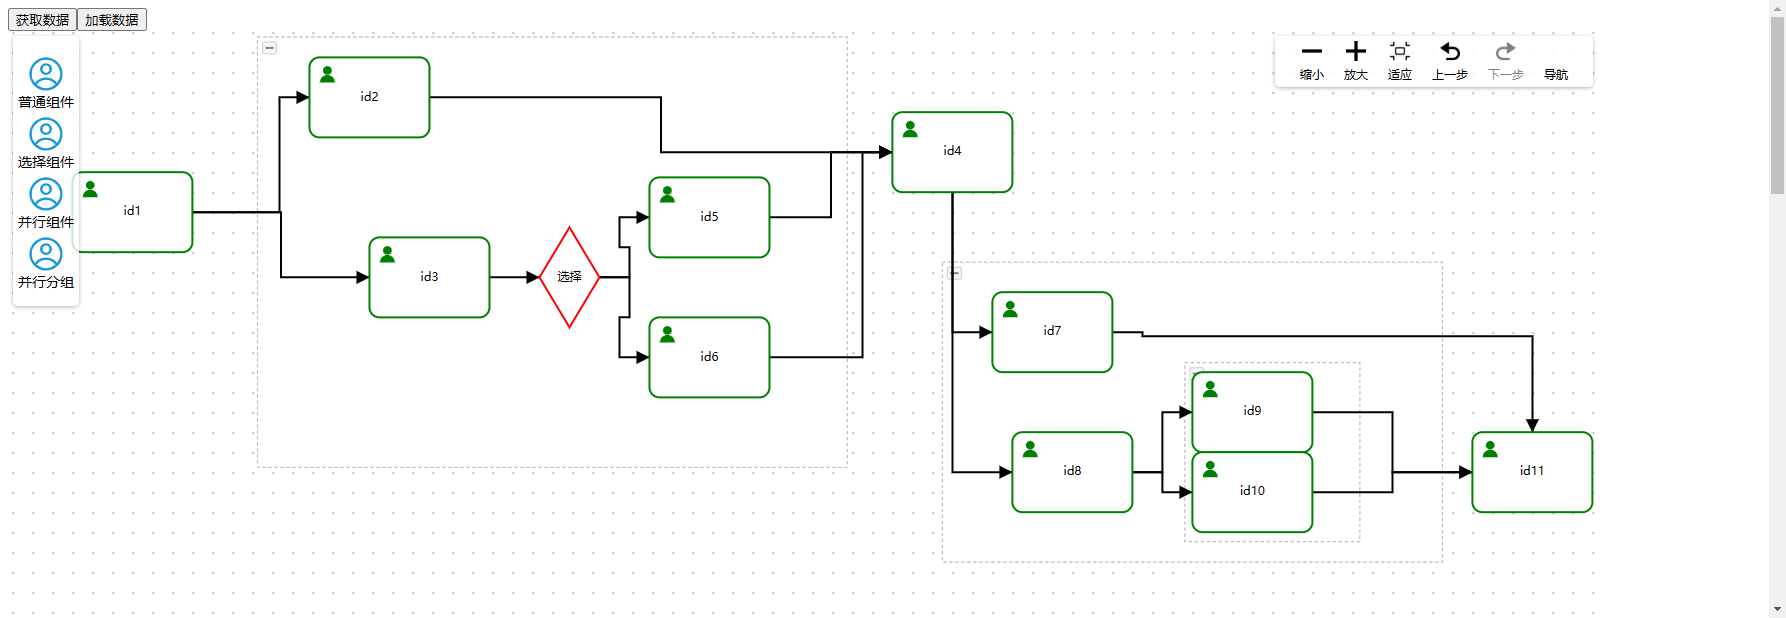 获取数据 加载数据
普通组件
选择组件
并行组件
并行分组
缩小 放大 适应 上一步 下一步 导航
id1
id2
id3
选择
id5
id6
id4
id7
id8
id9
id10
id11